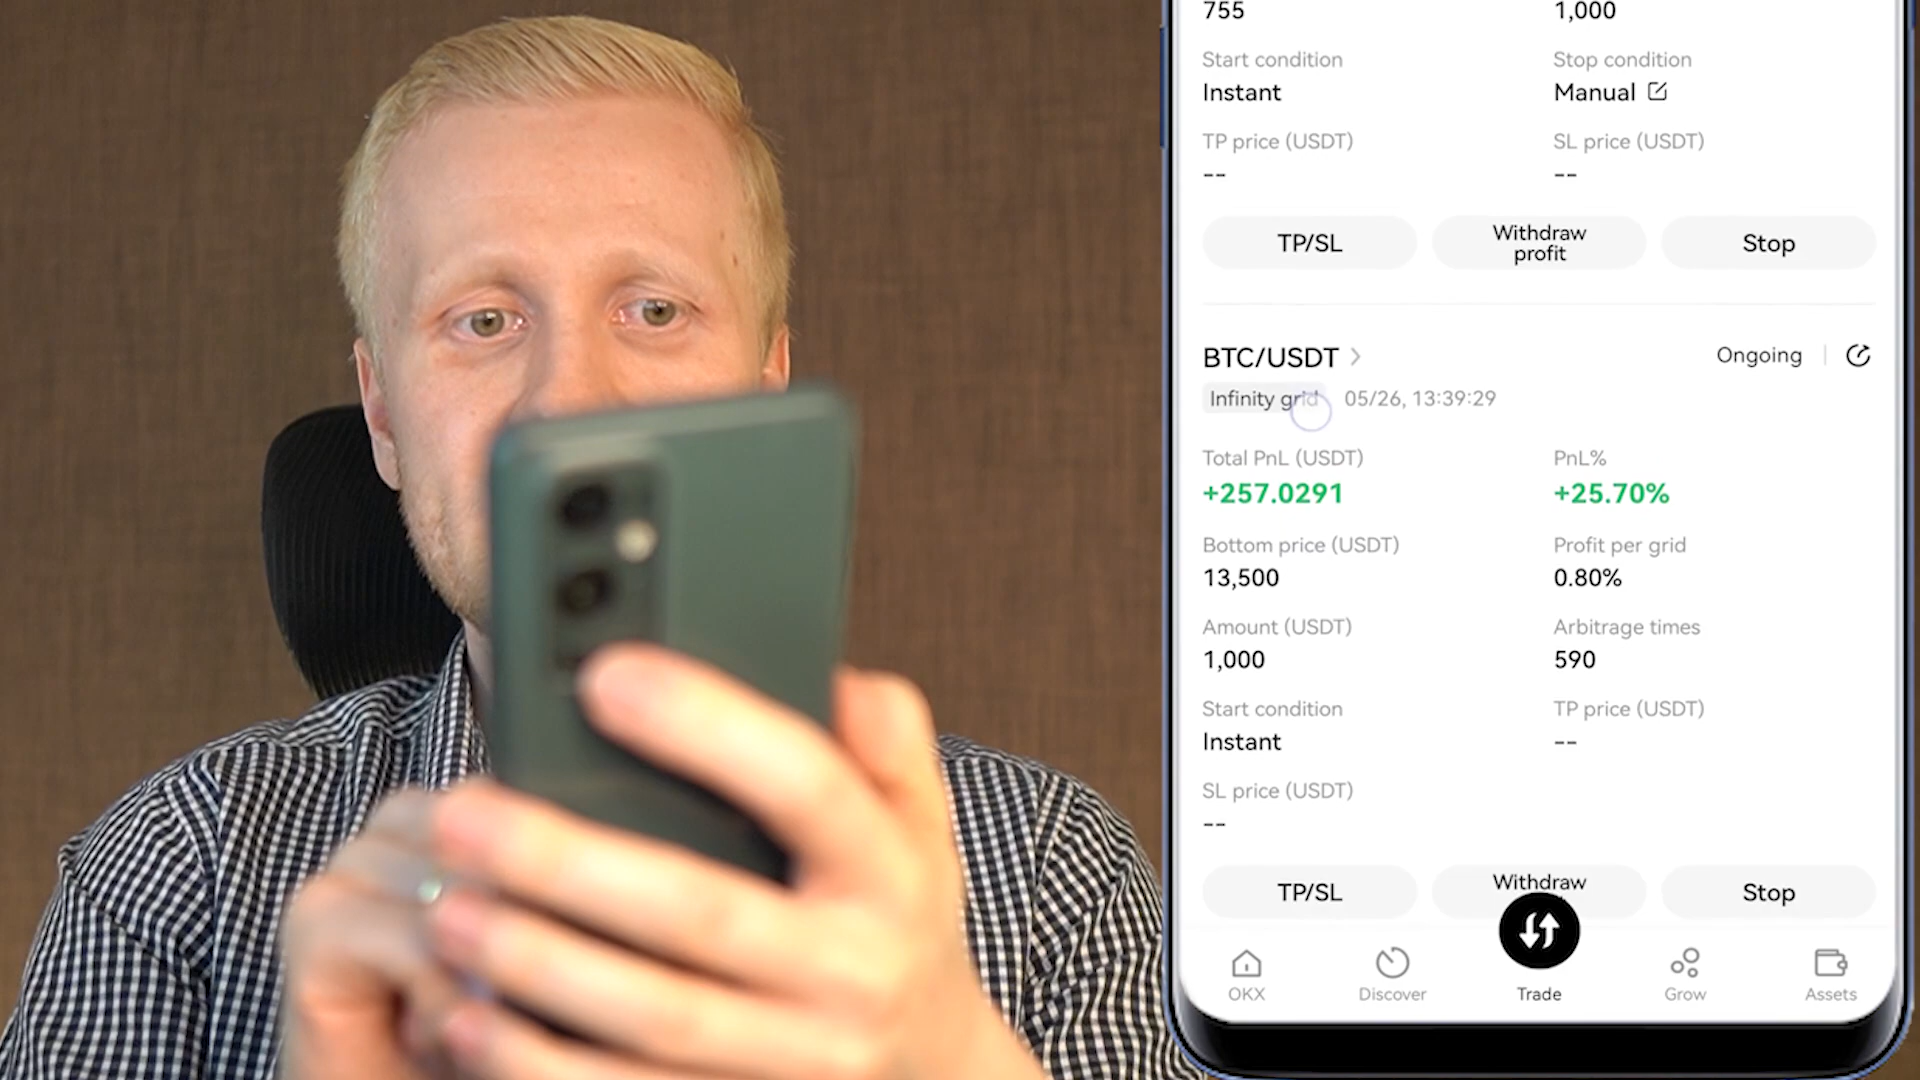 755 1,000
Start condition Stop condition
Instant Manual
TP price (USDT) SL price (USDT)
-- --
TP/SL Withdraw profit Stop
BTC/USDT Ongoing
Infinity grid 05/26, 13:39:29
Total PnL (USDT) PnL%
+257.0291 +25.70%
Bottom price (USDT) Profit per grid
13,500 0.80%
Amount (USDT) Arbitrage times
1,000 590
Start condition TP price (USDT)
Instant --
SL price (USDT)
--
TP/SL Withdraw Stop
OKX Discover Trade Grow Assets